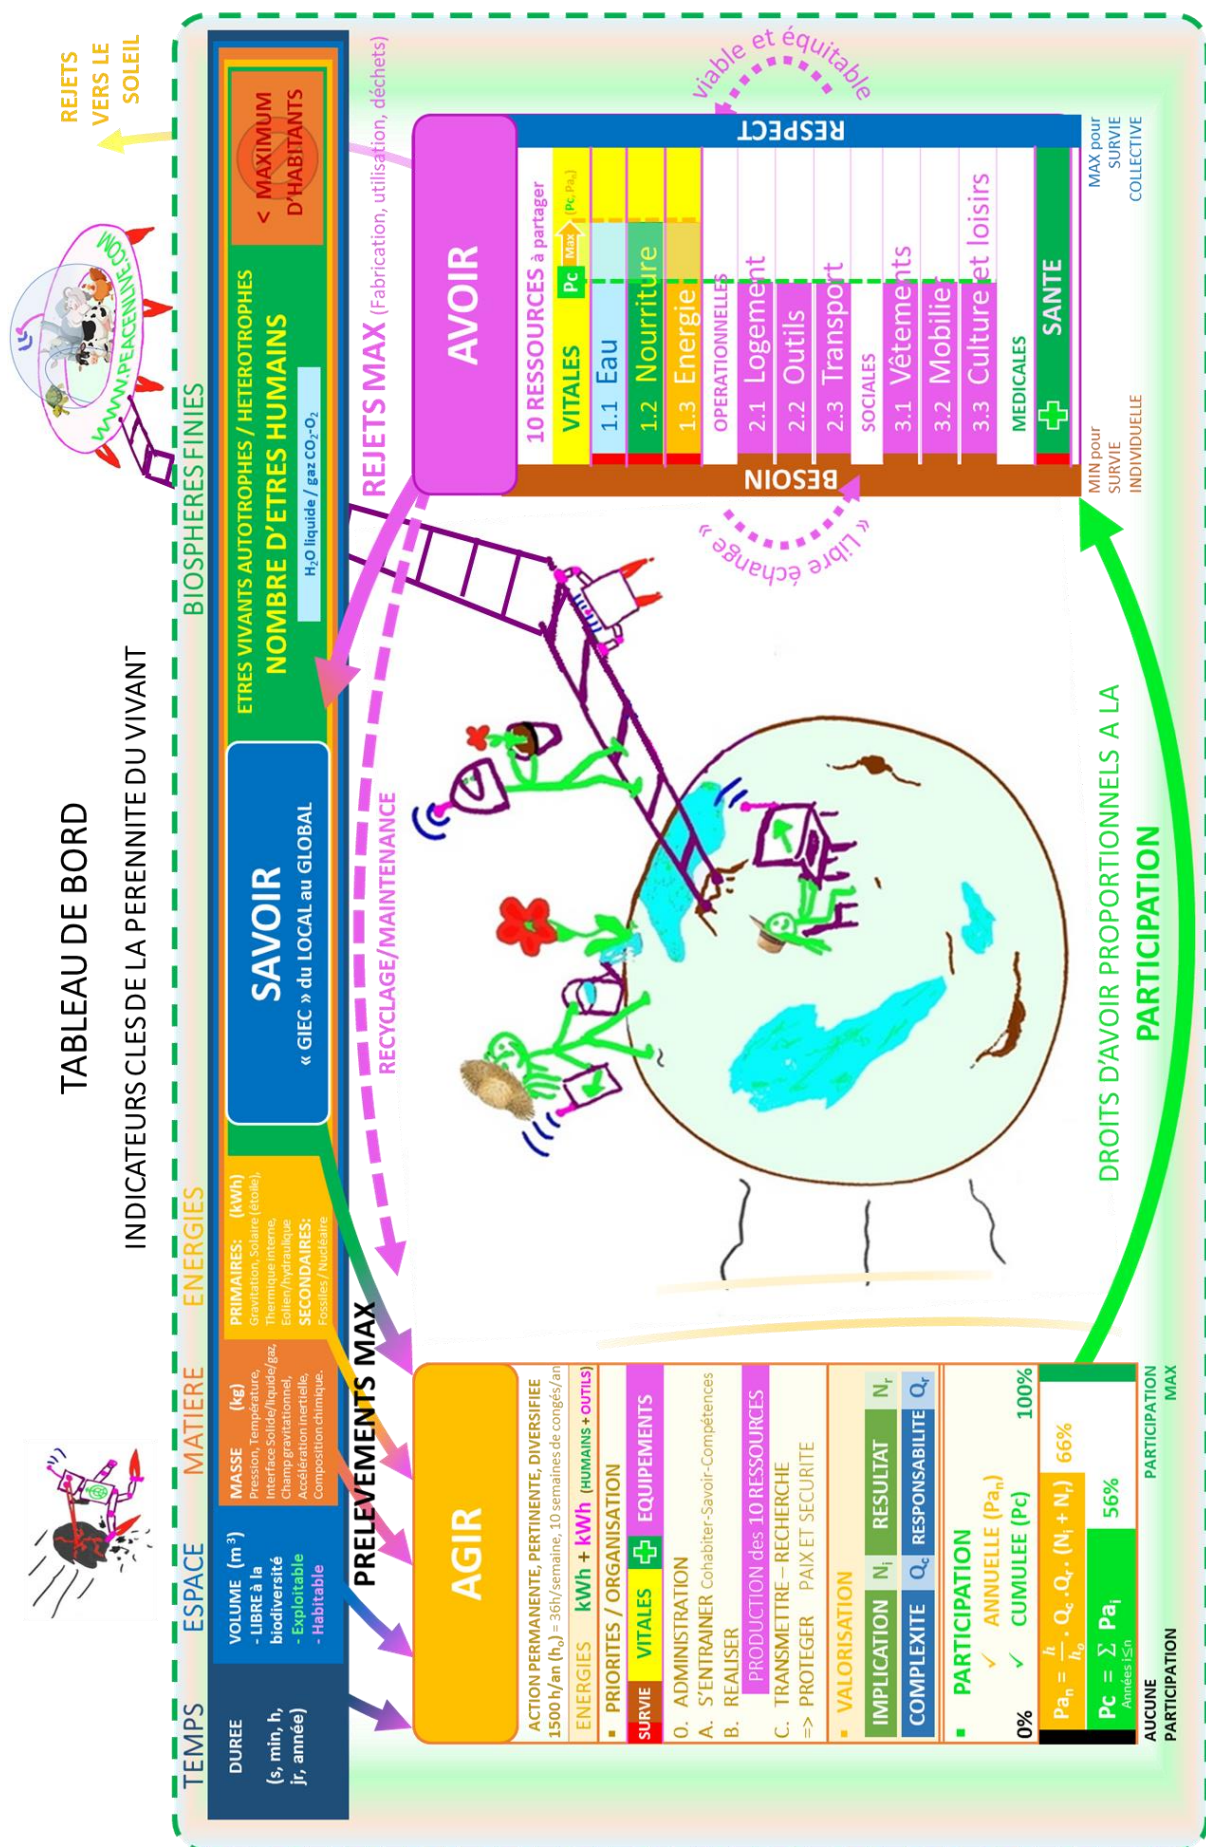 TABLEAU DE BORD
INDICATEURS CLES DE LA PERENNITE DU VIVANT
REJETS
VERS LE
SOLEIL
WWW.PEACENLIVE.COM
TEMPS
ESPACE
MATIERE
ENERGIES
BIOSPHERES FINIES
DUREE
(s, min, h,
jr, année)
VOLUME (m³)
- LIBRE à la
biodiversité
- Exploitable
- Habitable
MASSE (kg)
Pression, Température,
Interface Solide/liquide/gaz,
Champ gravitationnel,
Accélération inertielle,
Composition chimique.
PRIMAIRES: (kWh)
Gravitation, Solaire (étoile),
Thermique interne,
Eolien/hydraulique
SECONDAIRES:
Fossiles / Nucléaire
SAVOIR
« GIEC » du LOCAL au GLOBAL
ETRES VIVANTS AUTOTROPHES / HETEROTROPHES
NOMBRE D'ETRES HUMAINS
H₂O liquide / gaz CO₂-O₂
< MAXIMUM
D'HABITANTS
PRELEVEMENTS MAX
RECYCLAGE/MAINTENANCE
REJETS MAX (Fabrication, utilisation, déchets)
AGIR
ACTION PERMANENTE, PERTINENTE, DIVERSIFIEE
1500 h/an (hₒ) = 36h/semaine, 10 semaines de congés/an
ENERGIES kWh + kWh (HUMAINS + OUTILS)
▪ PRIORITES / ORGANISATION
SURVIE VITALES EQUIPEMENTS
0. ADMINISTRATION
A. S'ENTRAINER Cohabiter-Savoir-Compétences
B. REALISER
PRODUCTION des 10 RESSOURCES
C. TRANSMETTRE – RECHERCHE
=> PROTEGER PAIX ET SECURITE
▪ VALORISATION
IMPLICATION Nᵢ RESULTAT Nᵣ
COMPLEXITE Q꜀ RESPONSABILITE Qᵣ
▪ PARTICIPATION
✓ ANNUELLE (Paₙ)
✓ CUMULEE (Pc)
0% 100%
Paₙ = h/hₒ . Q꜀ . Qᵣ . (Nᵢ + Nᵣ) 66%
Pc = Σ Paᵢ 56%
Années i≤n
AUCUNE
PARTICIPATION
PARTICIPATION
MAX
AVOIR
10 RESSOURCES à partager
VITALES Pc Max (Pc, Paₙ)
1.1 Eau
1.2 Nourriture
1.3 Energie
OPERATIONNELLES
2.1 Logement
2.2 Outils
2.3 Transport
SOCIALES
3.1 Vêtements
3.2 Mobilier
3.3 Culture et loisirs
MEDICALES
SANTE
BESOIN
RESPECT
MIN pour
SURVIE
INDIVIDUELLE
MAX pour
SURVIE
COLLECTIVE
« Libre échange »
viable et équitable
DROITS D'AVOIR PROPORTIONNELS A LA
PARTICIPATION